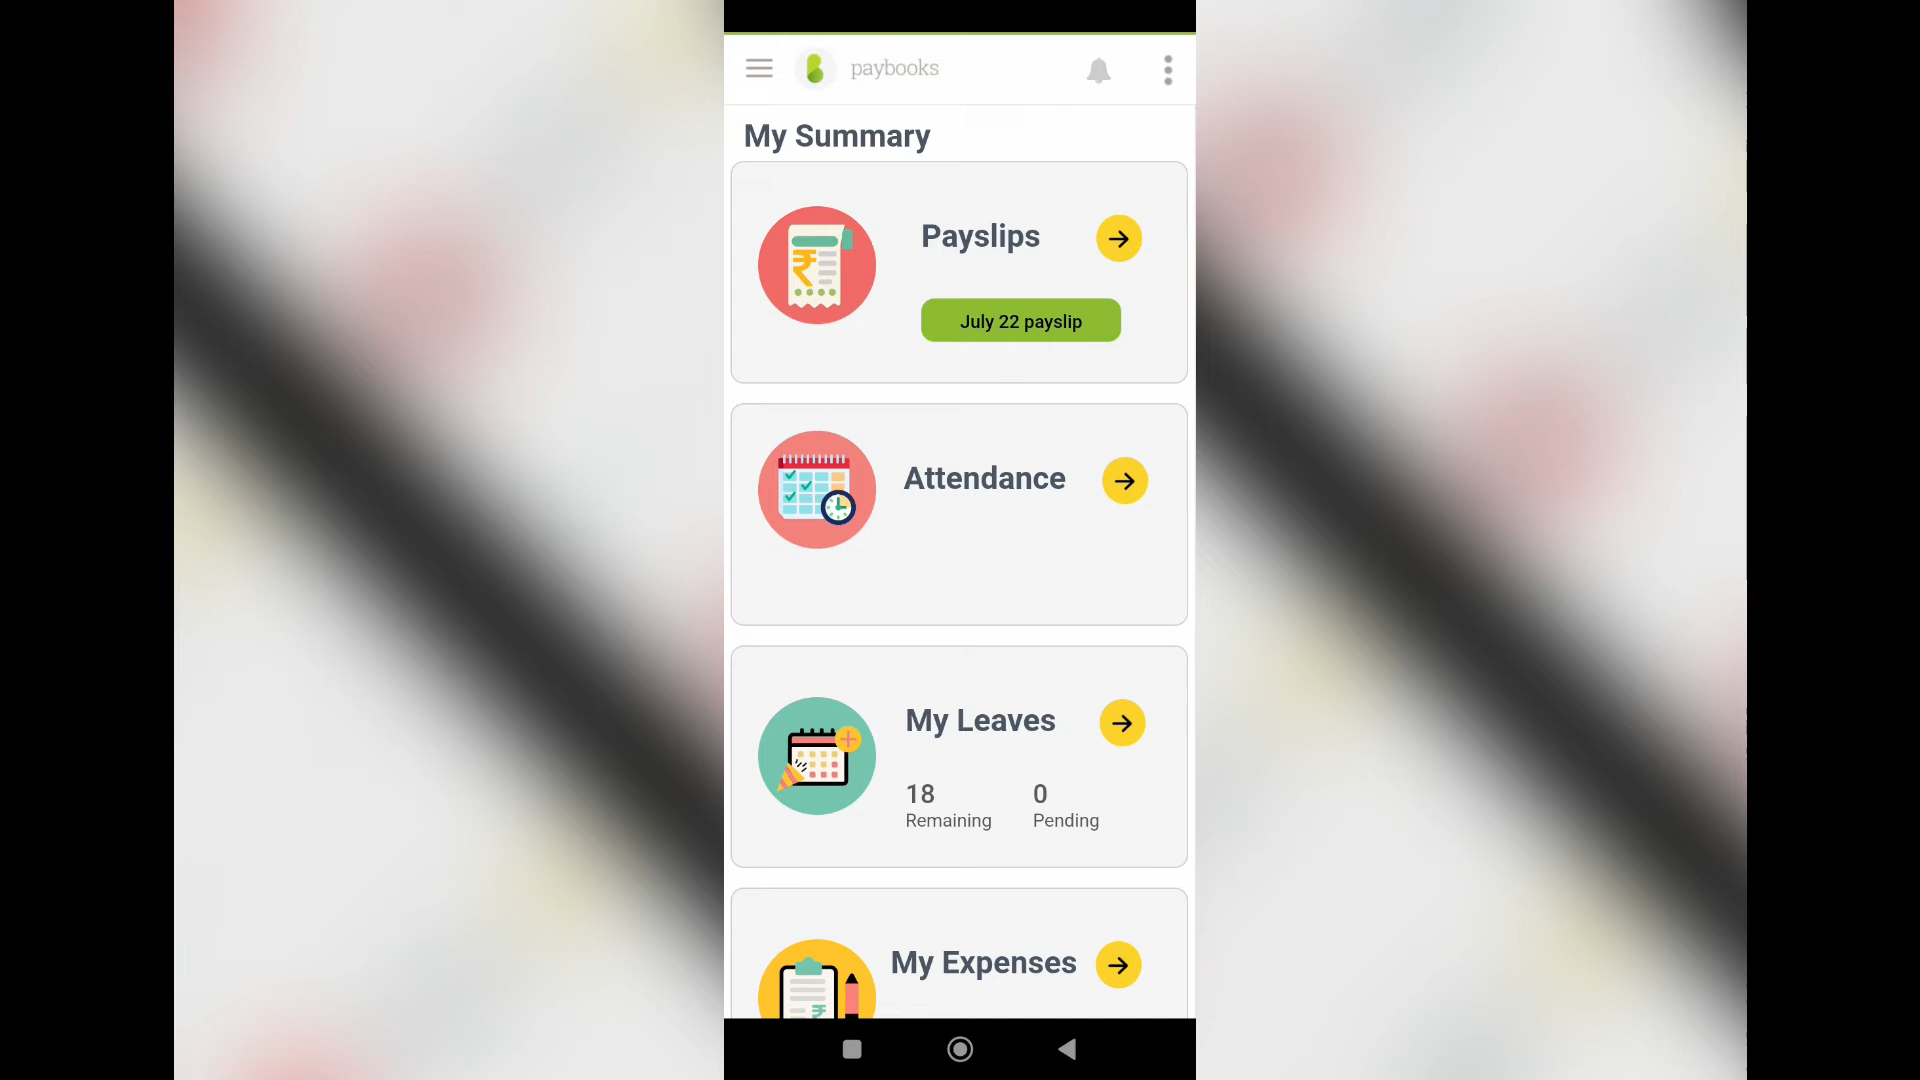 paybooks
My Summary
Payslips
July 22 payslip
Attendance
My Leaves
18 0
Remaining Pending
My Expenses